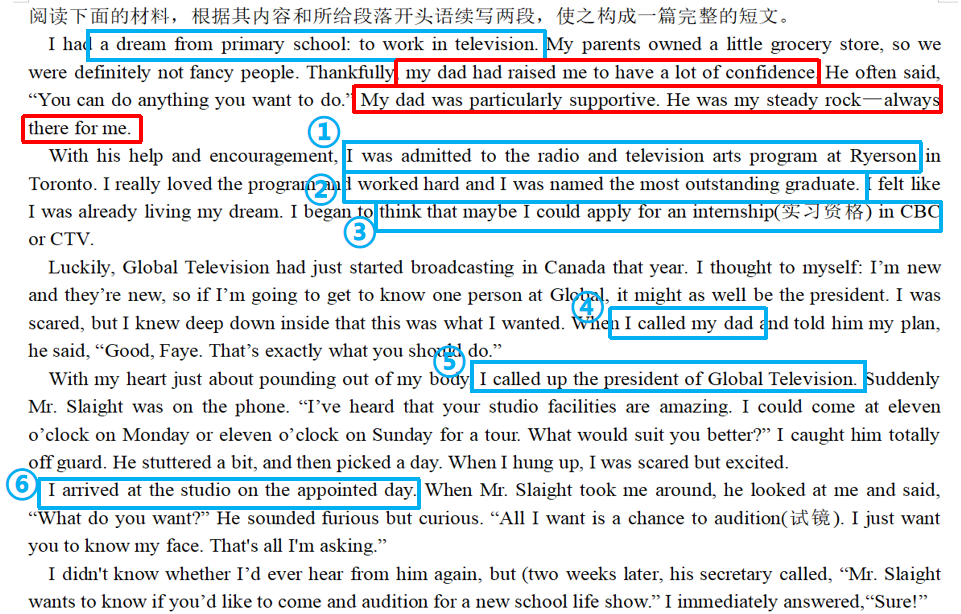 阅读下面的材料，根据其内容和所给段落开头语续写两段，使之构成一篇完整的短文。
I had a dream from primary school: to work in television. My parents owned a little grocery store, so we
were definitely not fancy people. Thankfully, my dad had raised me to have a lot of confidence. He often said,
“You can do anything you want to do.” My dad was particularly supportive. He was my steady rock—always
there for me.
①
With his help and encouragement, I was admitted to the radio and television arts program at Ryerson in
Toronto. I really loved the program and worked hard and I was named the most outstanding graduate. I felt like
②
I was already living my dream. I began to think that maybe I could apply for an internship(实习资格) in CBC
③
or CTV.
Luckily, Global Television had just started broadcasting in Canada that year. I thought to myself: I’m new
and they’re new, so if I’m going to get to know one person at Global, it might as well be the president. I was
④
scared, but I knew deep down inside that this was what I wanted. When I called my dad and told him my plan,
he said, “Good, Faye. That’s exactly what you should do.”
⑤
With my heart just about pounding out of my body, I called up the president of Global Television. Suddenly
Mr. Slaight was on the phone. “I’ve heard that your studio facilities are amazing. I could come at eleven
o’clock on Monday or eleven o’clock on Sunday for a tour. What would suit you better?” I caught him totally
off guard. He stuttered a bit, and then picked a day. When I hung up, I was scared but excited.
⑥
I arrived at the studio on the appointed day. When Mr. Slaight took me around, he looked at me and said,
“What do you want?” He sounded furious but curious. “All I want is a chance to audition(试镜). I just want
you to know my face. That's all I'm asking.”
I didn't know whether I’d ever hear from him again, but (two weeks later, his secretary called, “Mr. Slaight
wants to know if you’d like to come and audition for a new school life show.” I immediately answered,“Sure!”